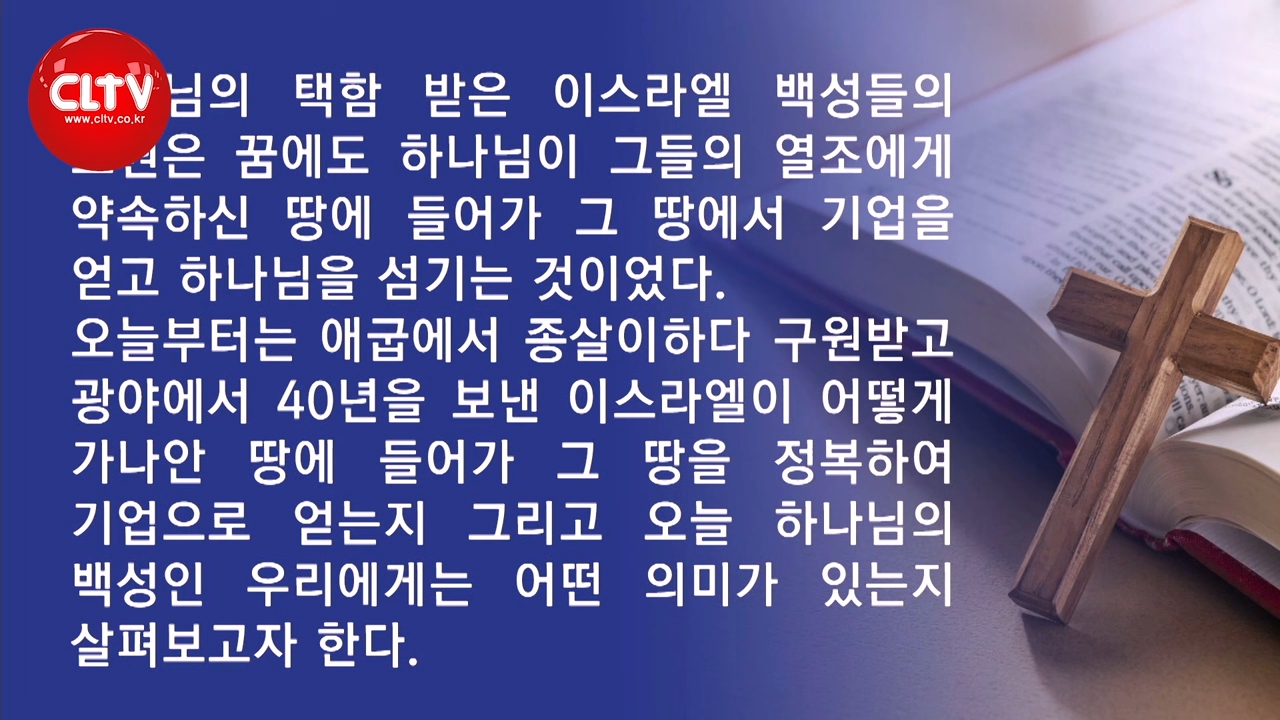 CLTV
www.cltv.co.kr
택함 받은 이스라엘 백성들의
꿈에도 하나님이 그들의 열조에게
약속하신 땅에 들어가 그 땅에서 기업을
얻고 하나님을 섬기는 것이었다.
오늘부터는 애굽에서 종살이하다 구원받고
광야에서 40년을 보낸 이스라엘이 어떻게
가나안 땅에 들어가 그 땅을 정복하여
기업으로 얻는지 그리고 오늘 하나님의
백성인 우리에게는 어떤 의미가 있는지
살펴보고자 한다.